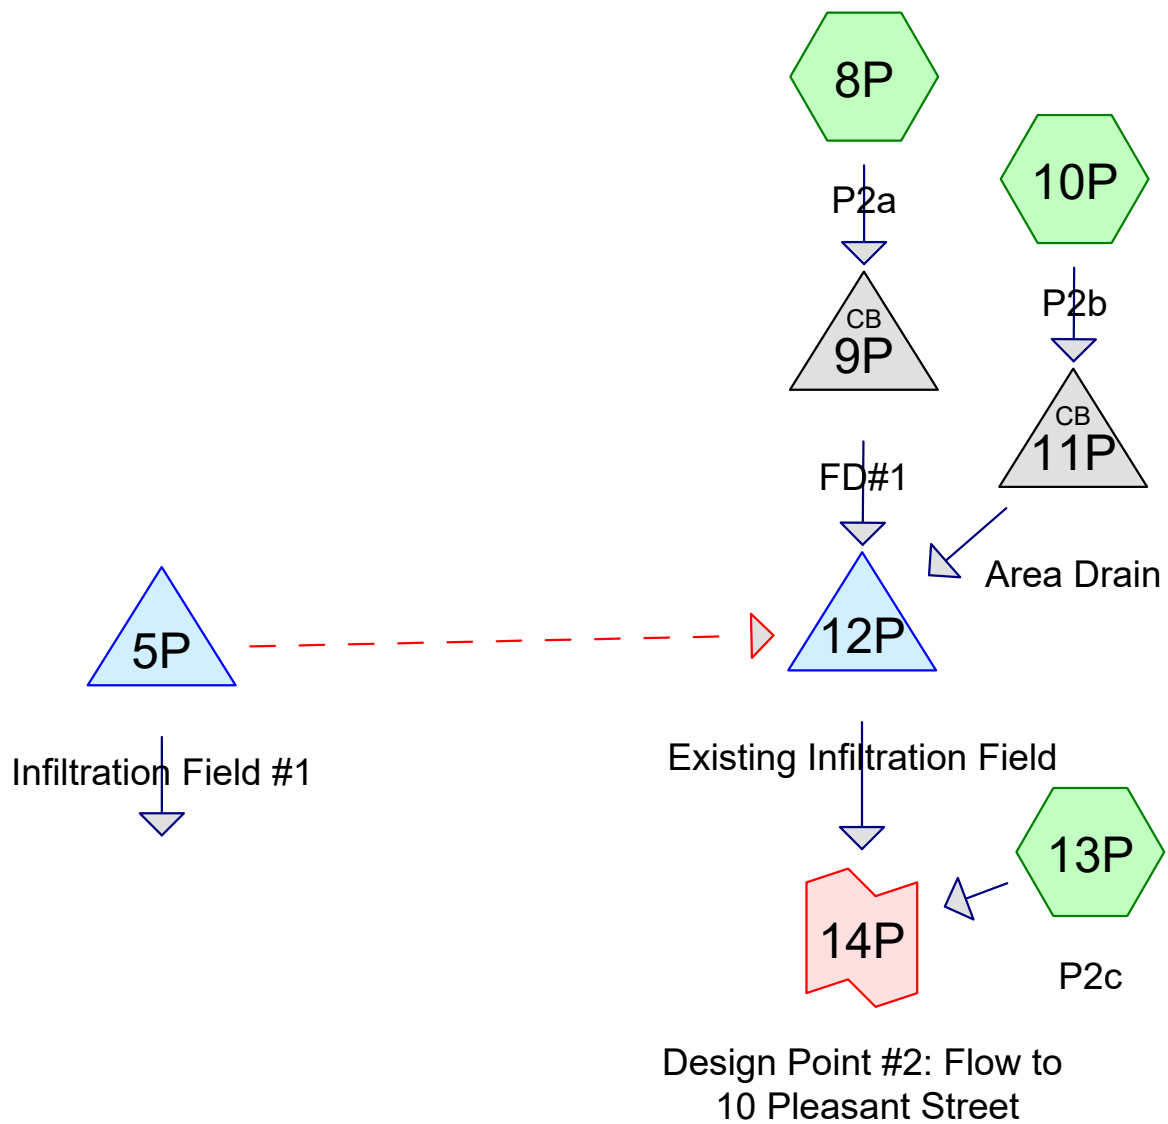 8P
P2a
10P
P2b
CB
9P
CB
11P
FD#1
Area Drain
5P
12P
Infiltration Field #1
Existing Infiltration Field
13P
14P
P2c
Design Point #2: Flow to
10 Pleasant Street